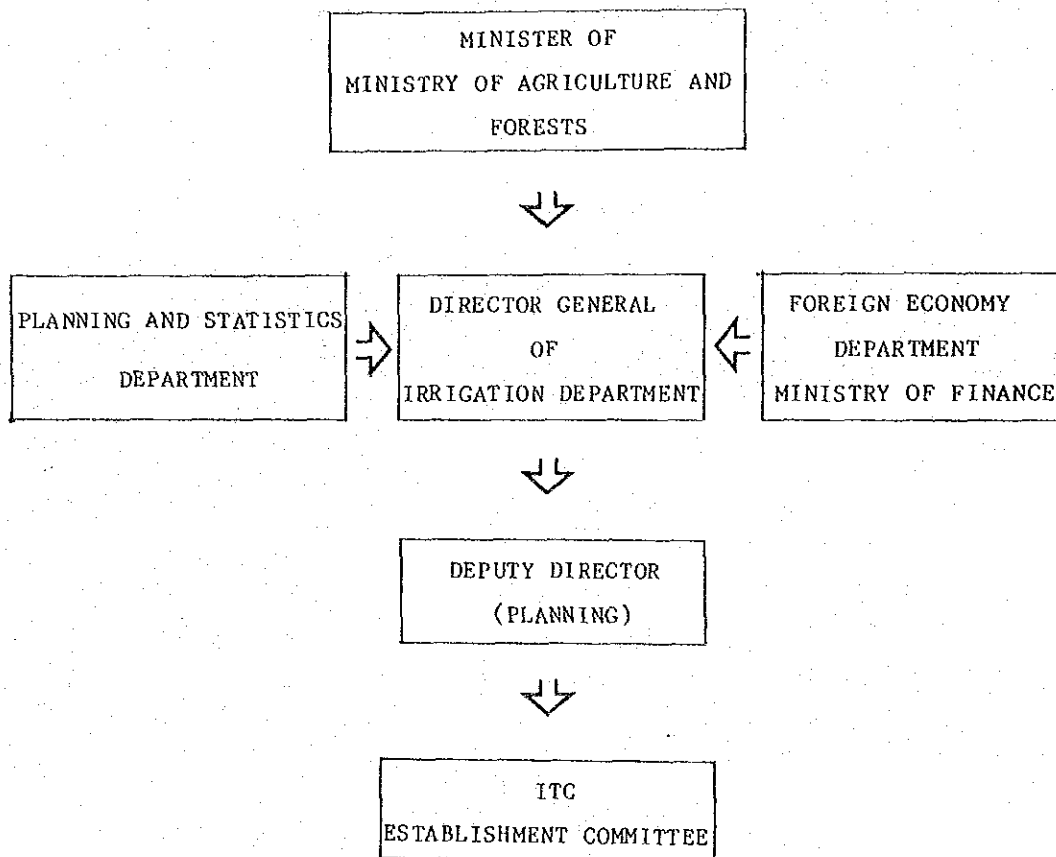 MINISTER OF
MINISTRY OF AGRICULTURE AND
FORESTS
PLANNING AND STATISTICS
DEPARTMENT
DIRECTOR GENERAL
OF
IRRIGATION DEPARTMENT
FOREIGN ECONOMY
DEPARTMENT
MINISTRY OF FINANCE
DEPUTY DIRECTOR
(PLANNING)
ITC
ESTABLISHMENT COMMITTEE